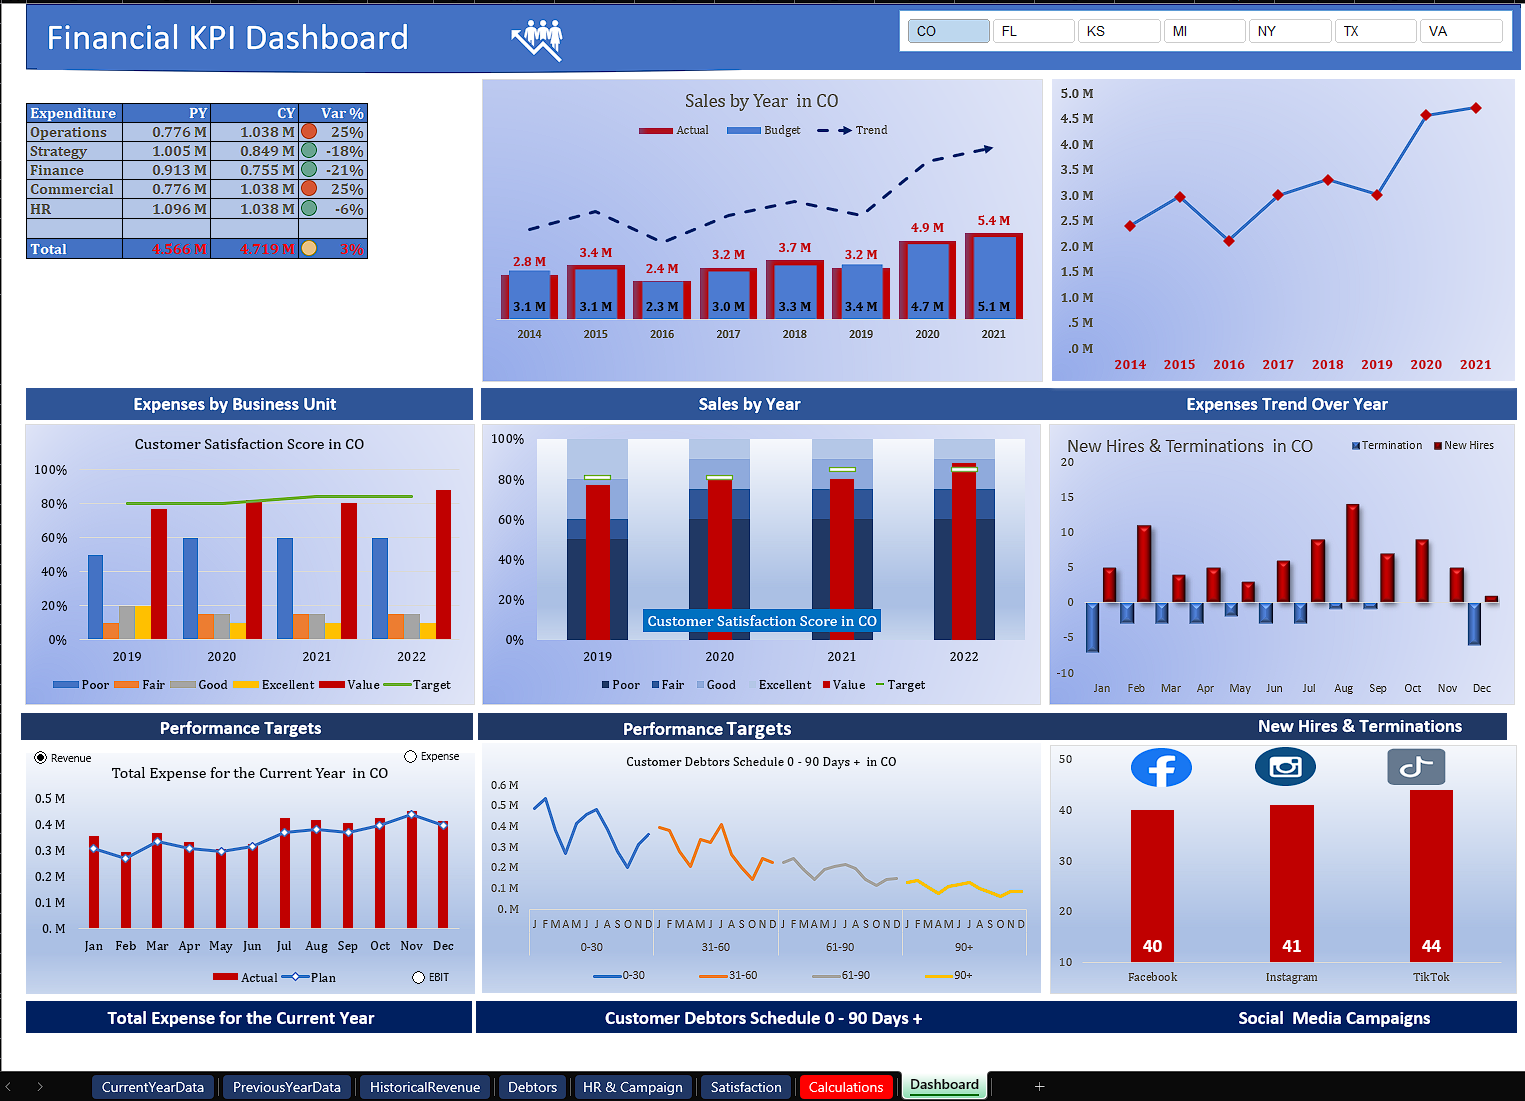 Financial KPI Dashboard
CO FL KS MI NY TX VA
Expenditure PY CY Var %
Operations 0.776 M 1.038 M 25%
Strategy 1.005 M 0.849 M -18%
Finance 0.913 M 0.755 M -21%
Commercial 0.776 M 1.038 M 25%
HR 1.096 M 1.038 M -6%
Total 4.566 M 4.719 M 3%
Sales by Year in CO
Actual Budget Trend
2.8 M 3.4 M 2.4 M 3.2 M 3.7 M 3.2 M 4.9 M 5.4 M
3.1 M 3.1 M 2.3 M 3.0 M 3.3 M 3.4 M 4.7 M 5.1 M
2014 2015 2016 2017 2018 2019 2020 2021
5.0 M
4.5 M
4.0 M
3.5 M
3.0 M
2.5 M
2.0 M
1.5 M
1.0 M
.5 M
.0 M
2014 2015 2016 2017 2018 2019 2020 2021
Expenses by Business Unit
Sales by Year
Expenses Trend Over Year
Customer Satisfaction Score in CO
100%
80%
60%
40%
20%
0%
2019 2020 2021 2022
Poor Fair Good Excellent Value Target
100%
80%
60%
40%
20%
0%
Customer Satisfaction Score in CO
2019 2020 2021 2022
Poor Fair Good Excellent Value Target
New Hires & Terminations in CO
Termination New Hires
20
15
10
5
0
-5
-10
Jan Feb Mar Apr May Jun Jul Aug Sep Oct Nov Dec
Performance Targets
Performance Targets
New Hires & Terminations
Revenue
Expense
Total Expense for the Current Year in CO
0.5 M
0.4 M
0.3 M
0.2 M
0.1 M
0. M
Jan Feb Mar Apr May Jun Jul Aug Sep Oct Nov Dec
Actual Plan
EBIT
Customer Debtors Schedule 0 - 90 Days + in CO
0.6 M
0.5 M
0.4 M
0.3 M
0.2 M
0.1 M
0. M
J F M A M J J A S O N D J F M A M J J A S O N D J F M A M J J A S O N D J F M A M J J A S O N D
0-30 31-60 61-90 90+
0-30 31-60 61-90 90+
50
40
30
20
10
40 41 44
Facebook Instagram TikTok
Total Expense for the Current Year
Customer Debtors Schedule 0 - 90 Days +
Social Media Campaigns
CurrentYearData PreviousYearData HistoricalRevenue Debtors HR & Campaign Satisfaction Calculations Dashboard